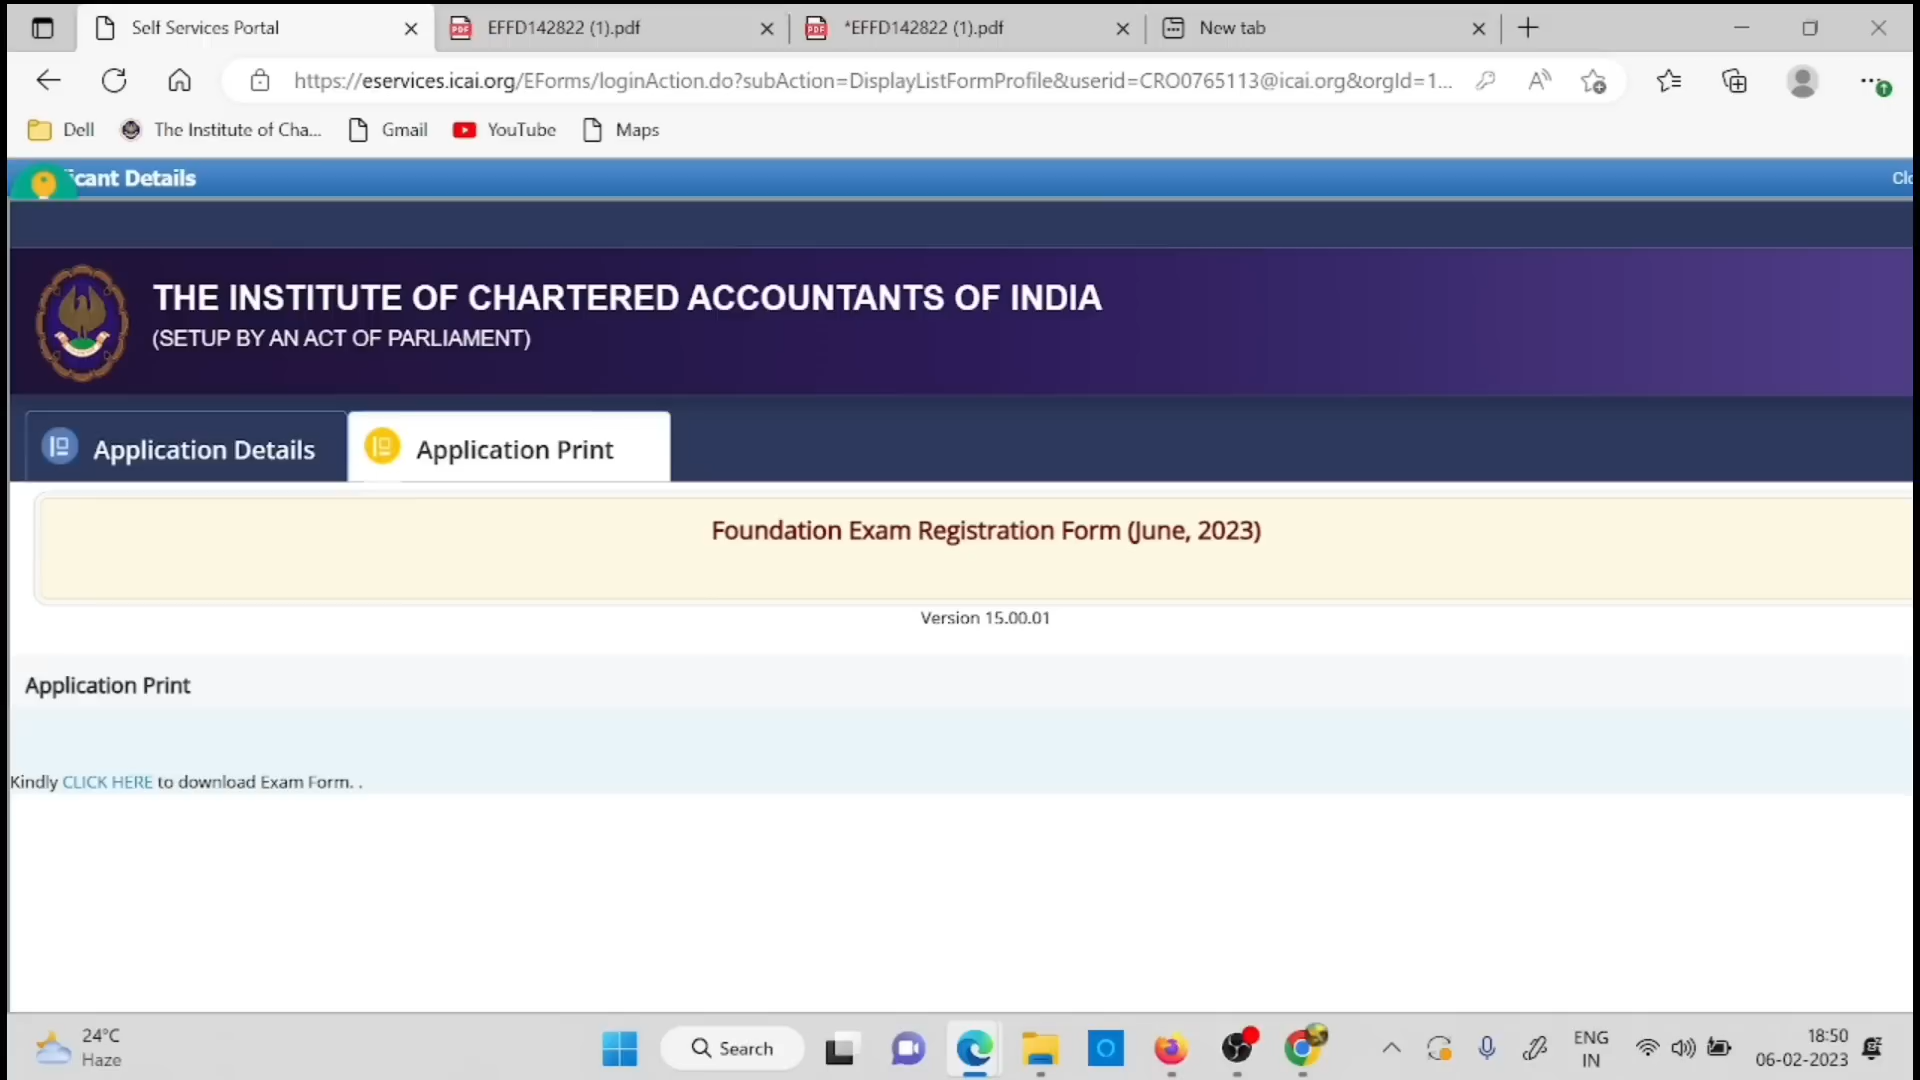 Self Services Portal
EFFD142822 (1).pdf
*EFFD142822 (1).pdf
New tab
https://eservices.icai.org/EForms/loginAction.do?subAction=DisplayListFormProfile&userid=CRO0765113@icai.org&orgId=1...
Dell
The Institute of Cha...
Gmail
YouTube
Maps
icant Details
Clo
THE INSTITUTE OF CHARTERED ACCOUNTANTS OF INDIA
(SETUP BY AN ACT OF PARLIAMENT)
Application Details
Application Print
Foundation Exam Registration Form (June, 2023)
Version 15.00.01
Application Print
Kindly CLICK HERE to download Exam Form. .
24°C
Haze
Search
ENG
IN
18:50
06-02-2023